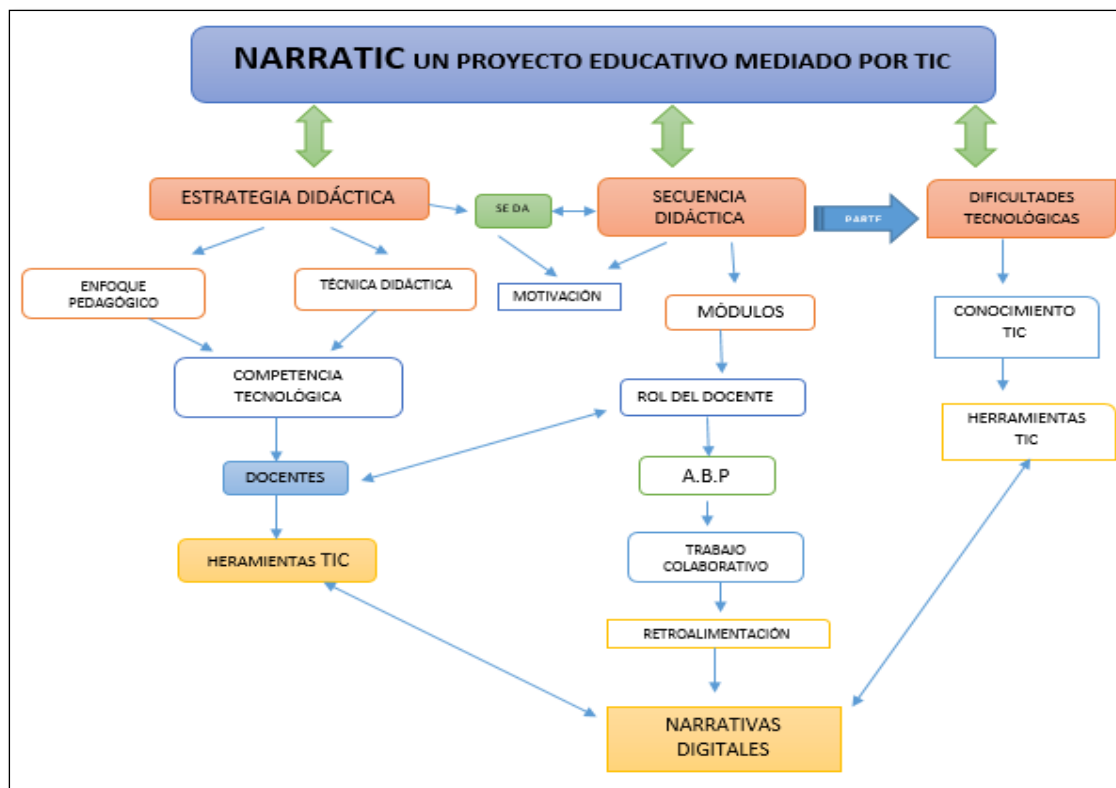 NARRATIC UN PROYECTO EDUCATIVO MEDIADO POR TIC
ESTRATEGIA DIDÁCTICA
SE DA
SECUENCIA
DIDÁCTICA
PARTE
DIFICULTADES
TECNOLÓGICAS
ENFOQUE
PEDAGÓGICO
TÉCNICA DIDÁCTICA
MOTIVACIÓN
MÓDULOS
CONOCIMIENTO
TIC
COMPETENCIA
TECNOLÓGICA
ROL DEL DOCENTE
HERRAMIENTAS
TIC
DOCENTES
A.B.P
HERAMIENTAS TIC
TRABAJO
COLABORATIVO
RETROALIMENTACIÓN
NARRATIVAS
DIGITALES